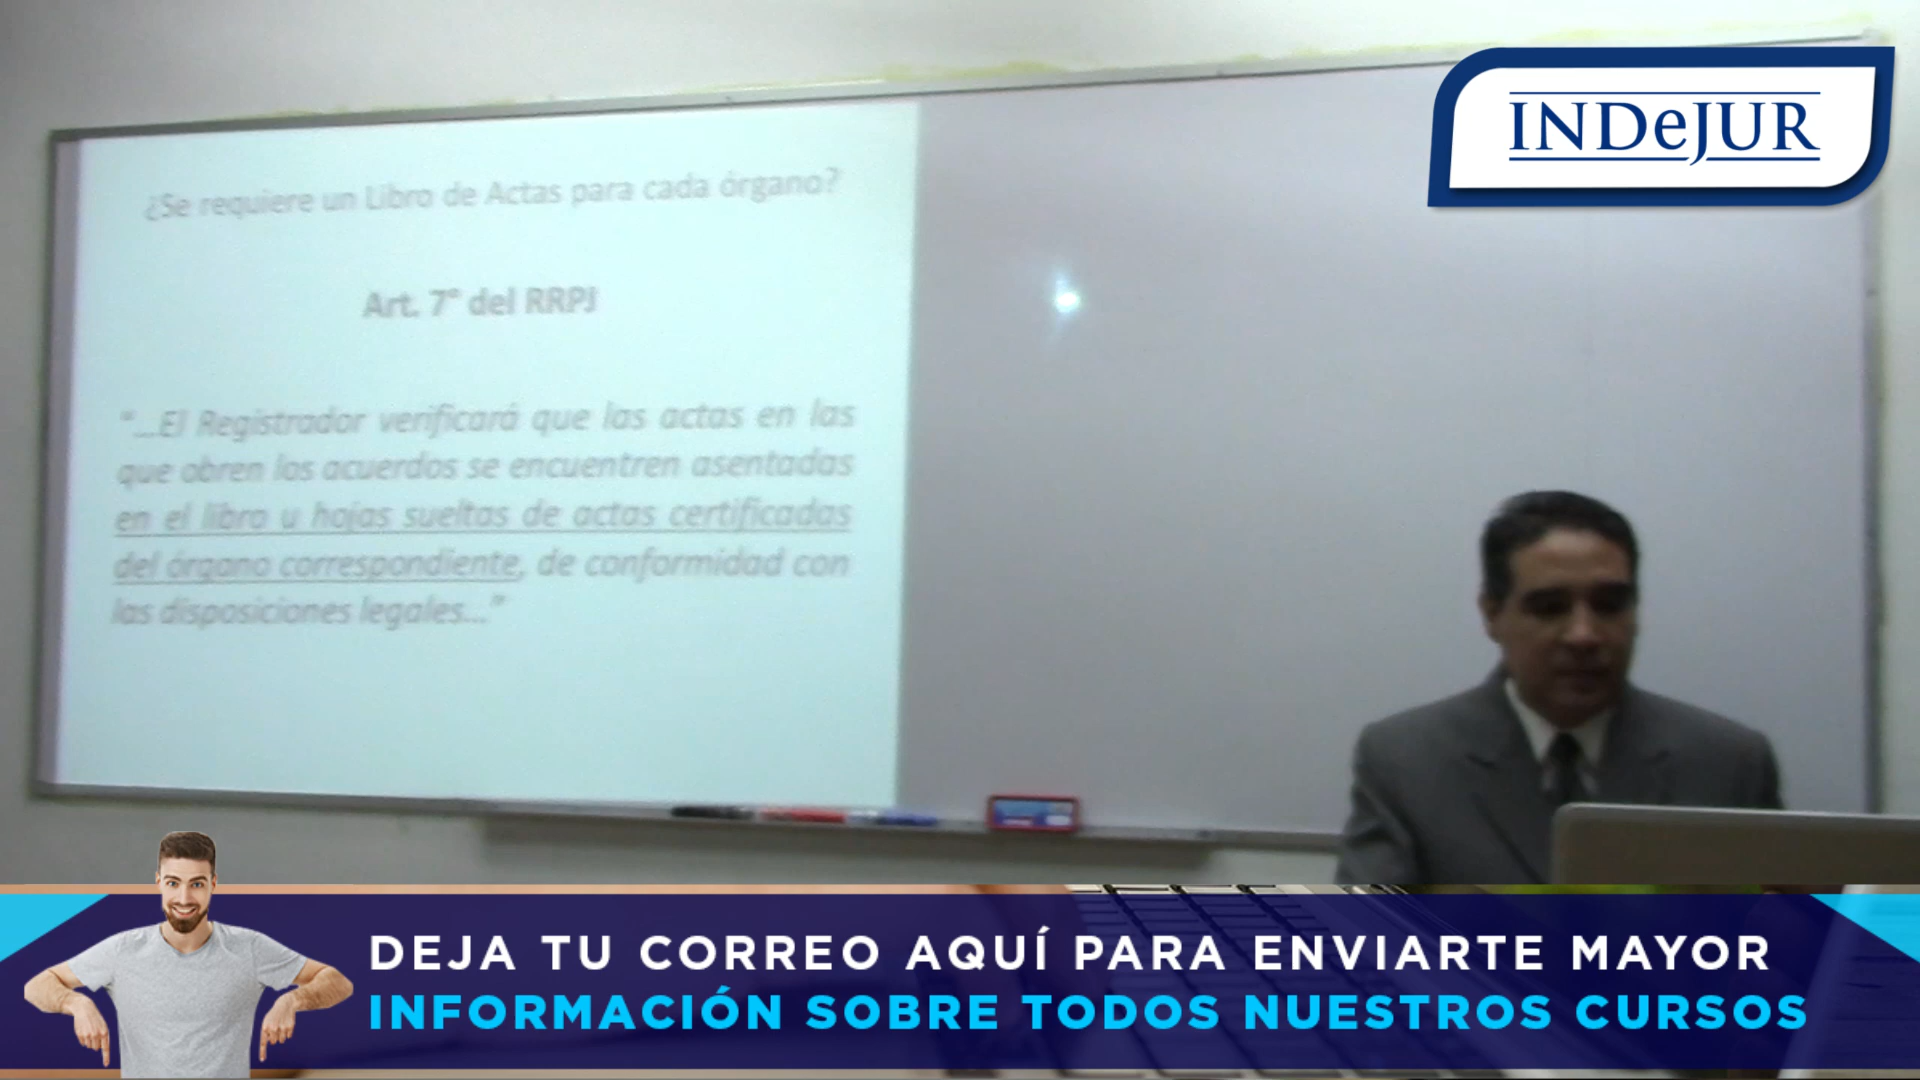 INDeJUR
¿Se requiere un Libro de Actas para cada órgano?
Art. 7° del RRPJ
"...El Registrador verificará que las actas en las
que obren los acuerdos se encuentren asentadas
en el libro u hojas sueltas de actas certificadas
del órgano correspondiente, de conformidad con
las disposiciones legales..."
DEJA TU CORREO AQUÍ PARA ENVIARTE MAYOR
INFORMACIÓN SOBRE TODOS NUESTROS CURSOS